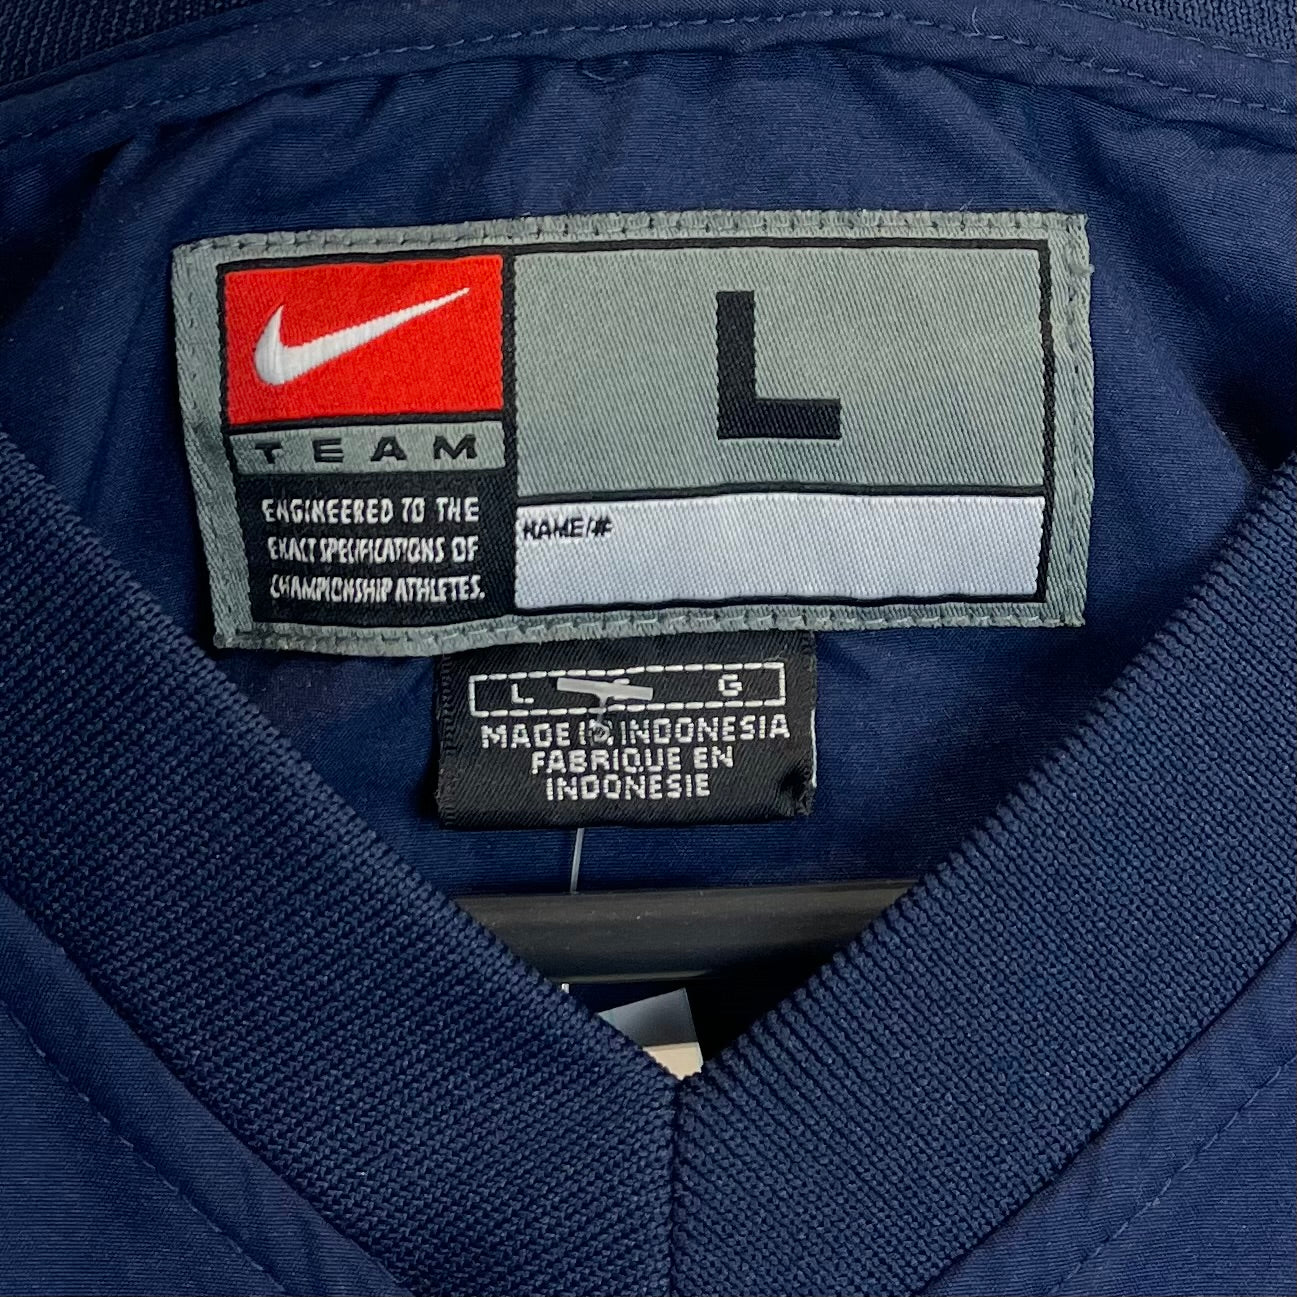 L
TEAM
ENGINEERED TO THE
EXACT SPECIFICATIONS OF
CHAMPIONSHIP ATHLETES.
NAME/#
L G
MADE IN INDONESIA
FABRIQUE EN
INDONESIE